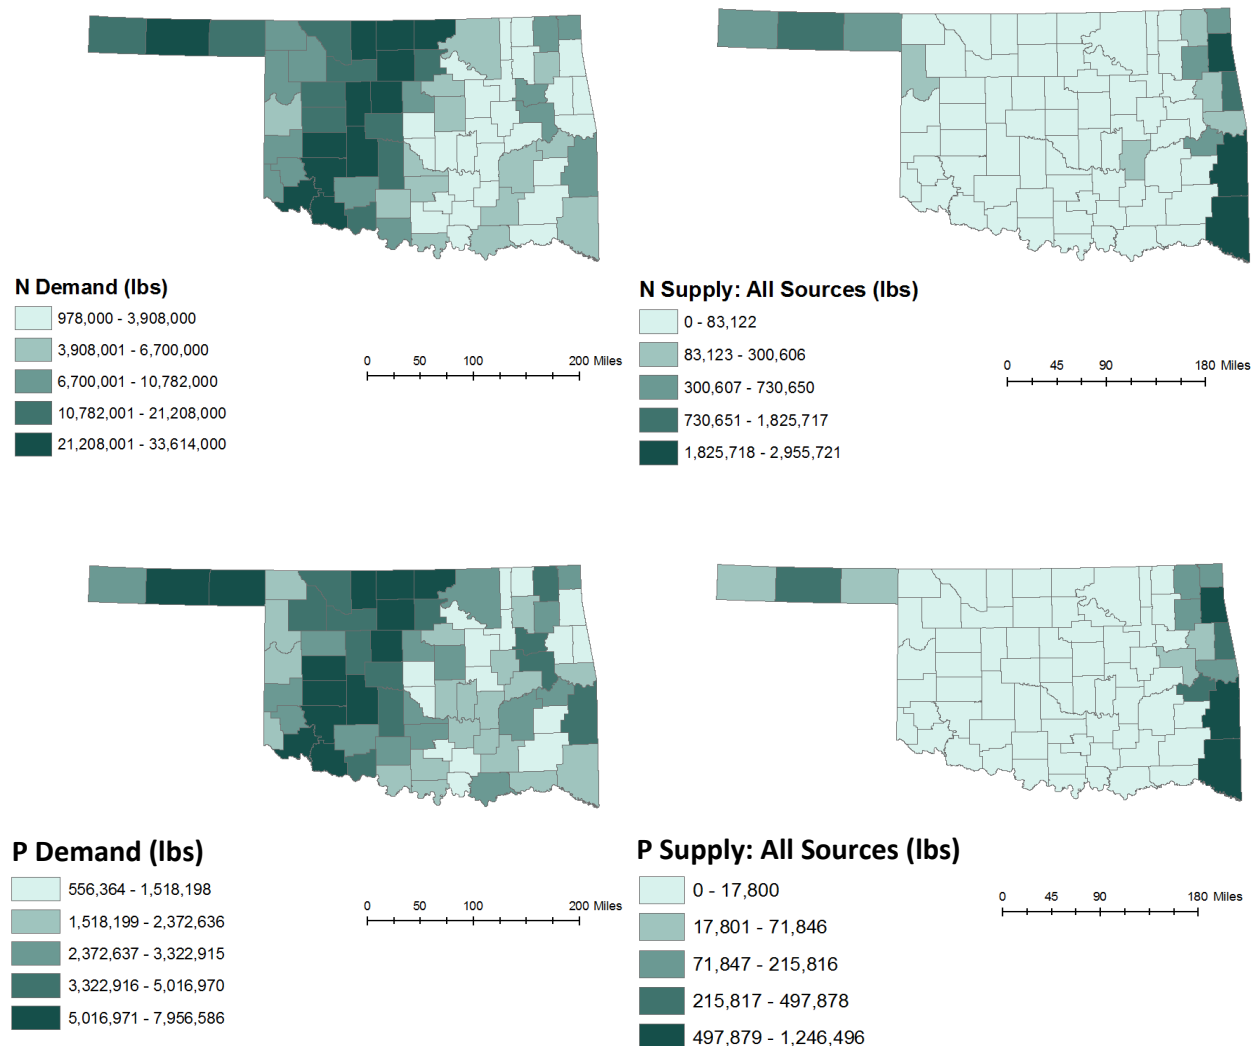 N Demand (lbs)
978,000 - 3,908,000
3,908,001 - 6,700,000
6,700,001 - 10,782,000
10,782,001 - 21,208,000
21,208,001 - 33,614,000
0 50 100 200 Miles
N Supply: All Sources (lbs)
0 - 83,122
83,123 - 300,606
300,607 - 730,650
730,651 - 1,825,717
1,825,718 - 2,955,721
0 45 90 180 Miles
P Demand (lbs)
556,364 - 1,518,198
1,518,199 - 2,372,636
2,372,637 - 3,322,915
3,322,916 - 5,016,970
5,016,971 - 7,956,586
0 50 100 200 Miles
P Supply: All Sources (lbs)
0 - 17,800
17,801 - 71,846
71,847 - 215,816
215,817 - 497,878
497,879 - 1,246,496
0 45 90 180 Miles